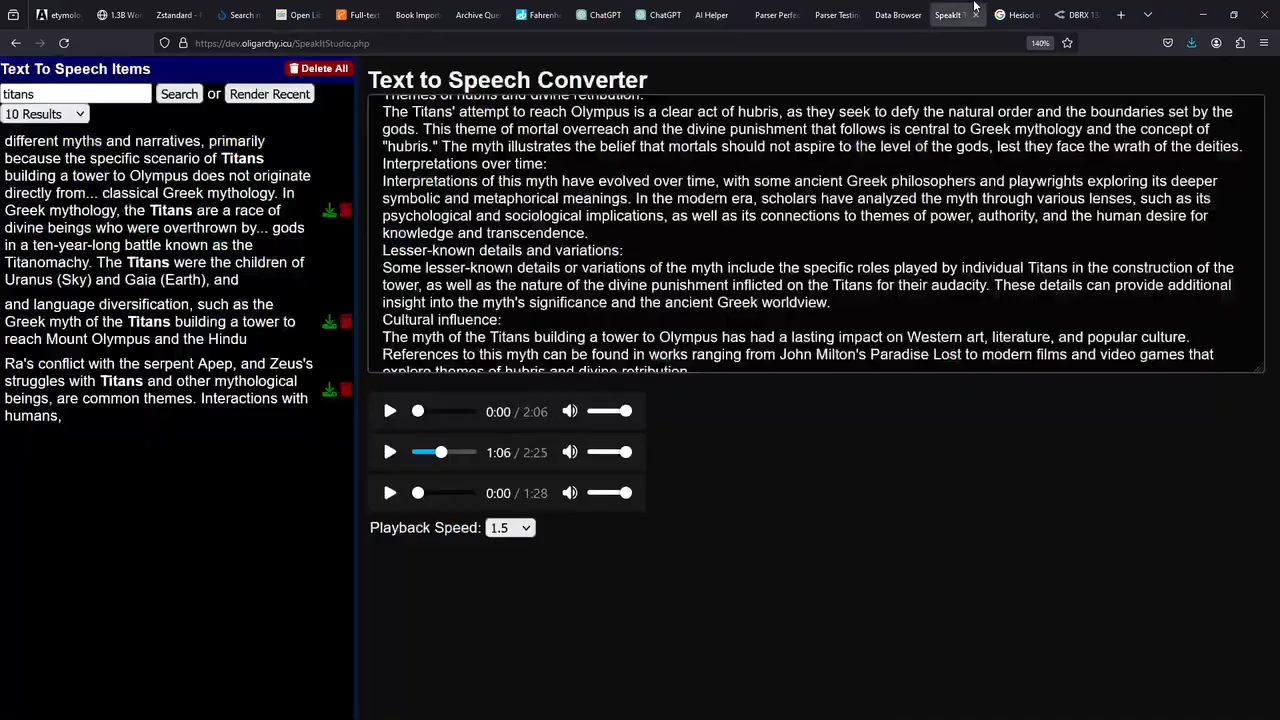 etymolo
1.3B Wor
Zstandard -
Search n
Open Lil
Full-text
Book Import
Archive Que
Fahrenhe
ChatGPT
ChatGPT
AI Helper
Parser Perfec
Parser Testing
Data Browser
SpeakIt
Hesiod
DBRX 13
https://dev.oligarchy.icu/SpeakItStudio.php
140%
Text To Speech Items
Delete All
titans
Search or Render Recent
10 Results
different myths and narratives, primarily
because the specific scenario of Titans
building a tower to Olympus does not originate
directly from... classical Greek mythology. In
Greek mythology, the Titans are a race of
divine beings who were overthrown by... gods
in a ten-year-long battle known as the
Titanomachy. The Titans were the children of
Uranus (Sky) and Gaia (Earth), and
and language diversification, such as the
Greek myth of the Titans building a tower to
reach Mount Olympus and the Hindu
Ra's conflict with the serpent Apep, and Zeus's
struggles with Titans and other mythological
beings, are common themes. Interactions with
humans,
Text to Speech Converter
Themes of hubris and divine retribution:
The Titans' attempt to reach Olympus is a clear act of hubris, as they seek to defy the natural order and the boundaries set by the
gods. This theme of mortal overreach and the divine punishment that follows is central to Greek mythology and the concept of
"hubris." The myth illustrates the belief that mortals should not aspire to the level of the gods, lest they face the wrath of the deities.
Interpretations over time:
Interpretations of this myth have evolved over time, with some ancient Greek philosophers and playwrights exploring its deeper
symbolic and metaphorical meanings. In the modern era, scholars have analyzed the myth through various lenses, such as its
psychological and sociological implications, as well as its connections to themes of power, authority, and the human desire for
knowledge and transcendence.
Lesser-known details and variations:
Some lesser-known details or variations of the myth include the specific roles played by individual Titans in the construction of the
tower, as well as the nature of the divine punishment inflicted on the Titans for their audacity. These details can provide additional
insight into the myth's significance and the ancient Greek worldview.
Cultural influence:
The myth of the Titans building a tower to Olympus has had a lasting impact on Western art, literature, and popular culture.
References to this myth can be found in works ranging from John Milton's Paradise Lost to modern films and video games that
explore themes of hubris and divine retribution.
0:00 / 2:06
1:06 / 2:25
0:00 / 1:28
Playback Speed: 1.5